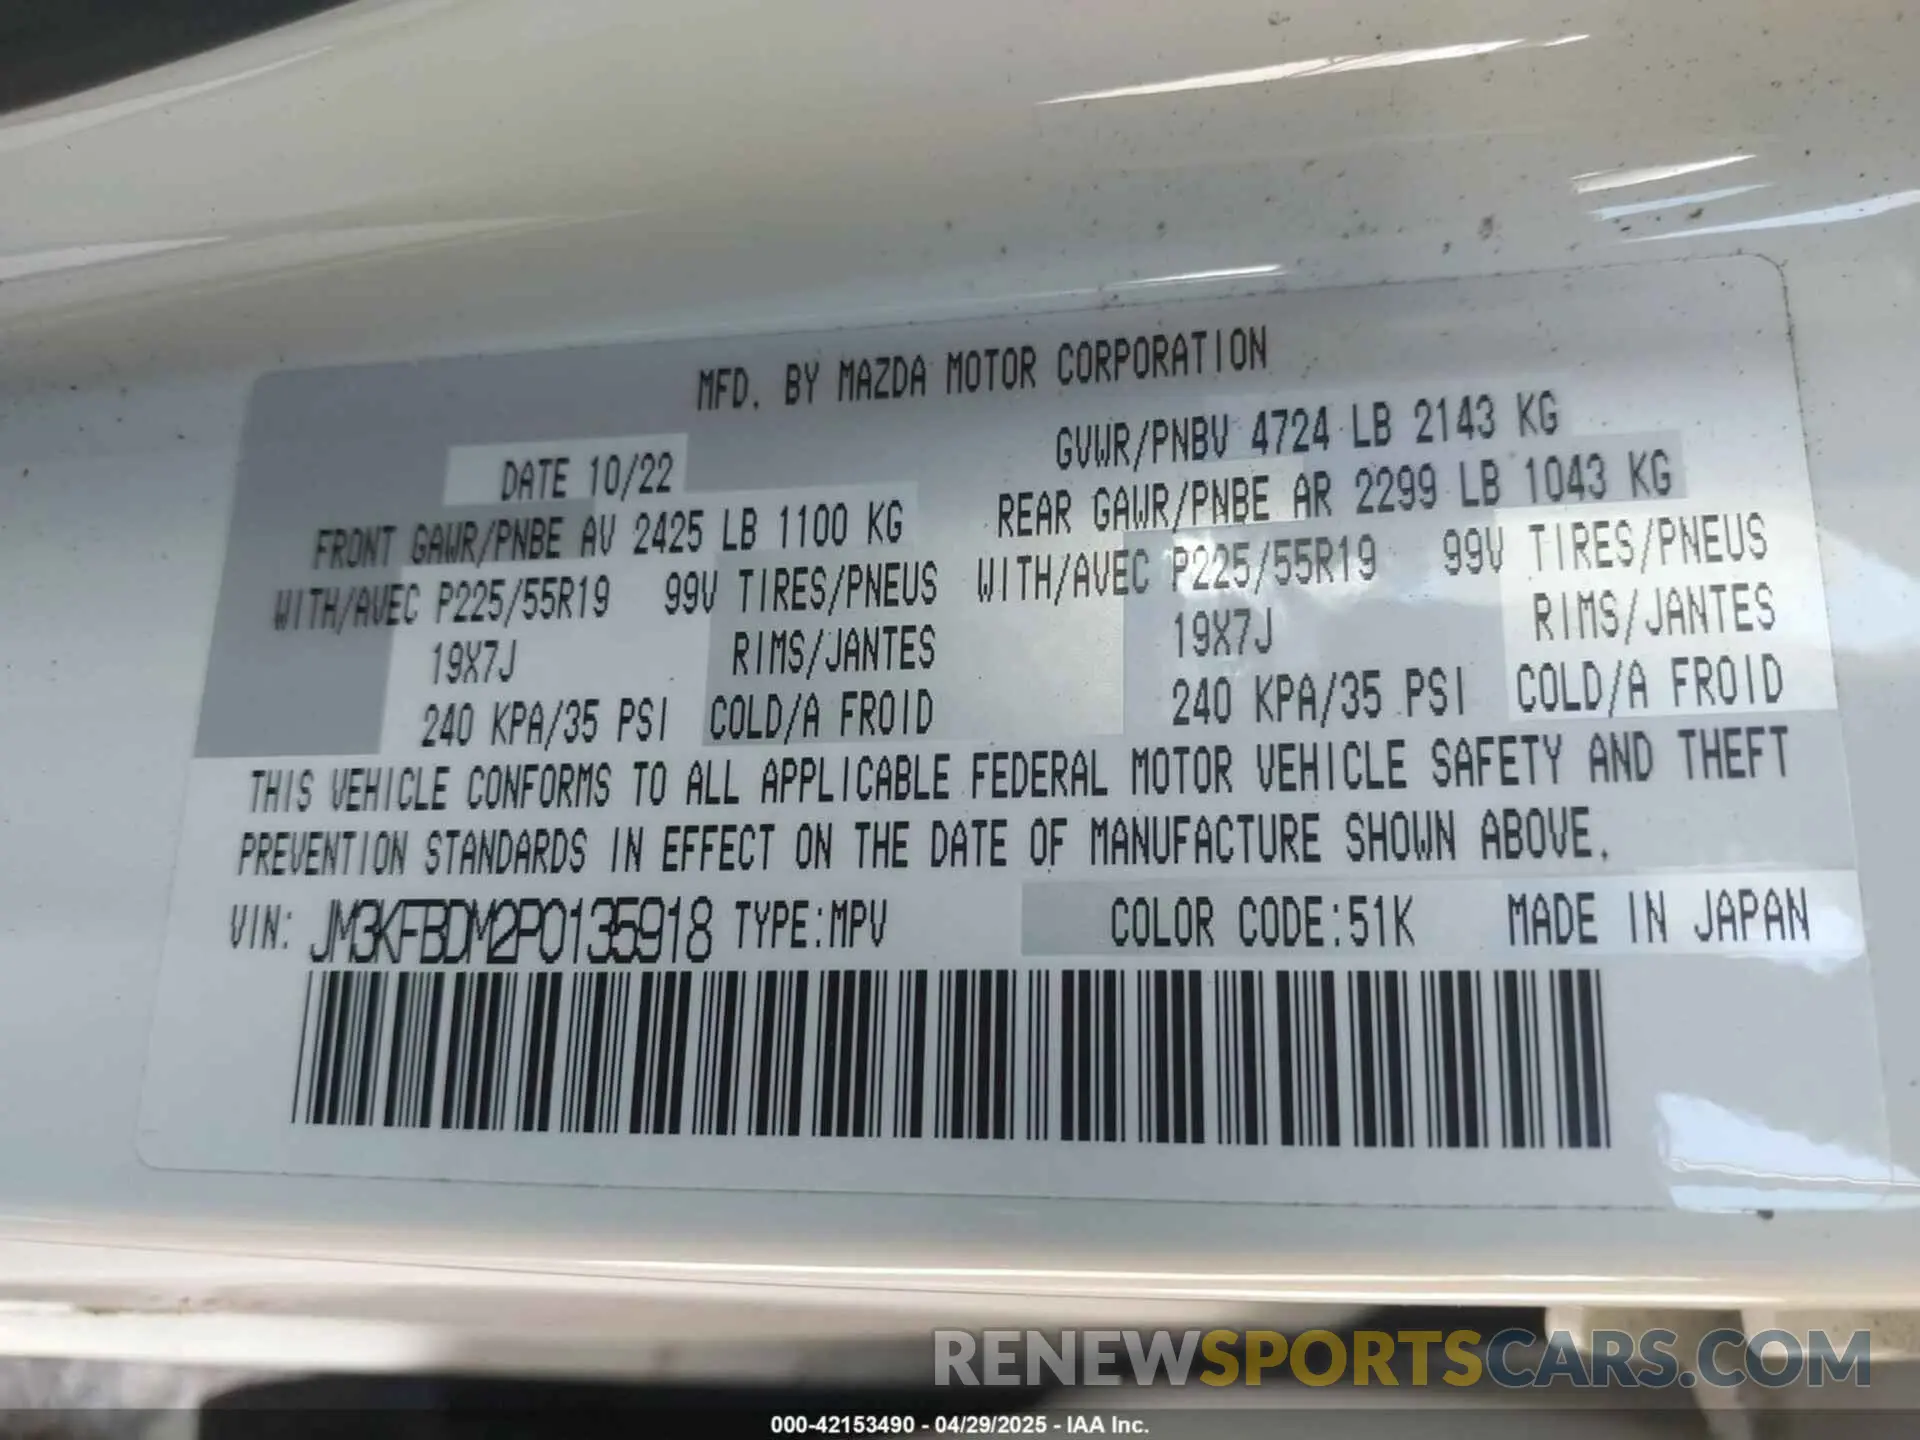 MFD. BY MAZDA MOTOR CORPORATION
DATE 10/22 GVWR/PNBV 4724 LB 2143 KG
FRONT GAWR/PNBE AV 2425 LB 1100 KG REAR GAWR/PNBE AR 2299 LB 1043 KG
WITH/AVEC P225/55R19 99V TIRES/PNEUS WITH/AVEC P225/55R19 99V TIRES/PNEUS
19X7J RIMS/JANTES 19X7J RIMS/JANTES
240 KPA/35 PSI COLD/A FROID 240 KPA/35 PSI COLD/A FROID
THIS VEHICLE CONFORMS TO ALL APPLICABLE FEDERAL MOTOR VEHICLE SAFETY AND THEFT
PREVENTION STANDARDS IN EFFECT ON THE DATE OF MANUFACTURE SHOWN ABOVE.
VIN: JM3KFBDM2P0135918 TYPE:MPV COLOR CODE:51K MADE IN JAPAN
RENEWSPORTSCARS.COM
000-42153490 - 04/29/2025 - IAA Inc.